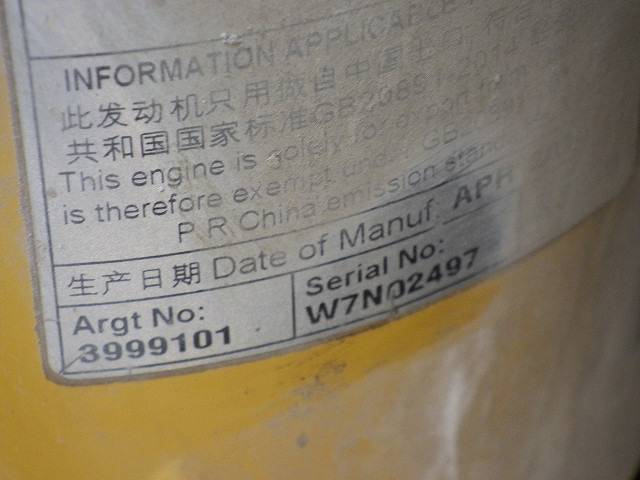 INFORMATION APPLICABLE
此发动机只用做自中国出口
共和国国家标准GB20891-2014
This engine is solely for export from
is therefore exempt under GB
P R China emission
生产日期 Date of Manuf. APR
Argt No:
3999101
Serial No:
W7N02497